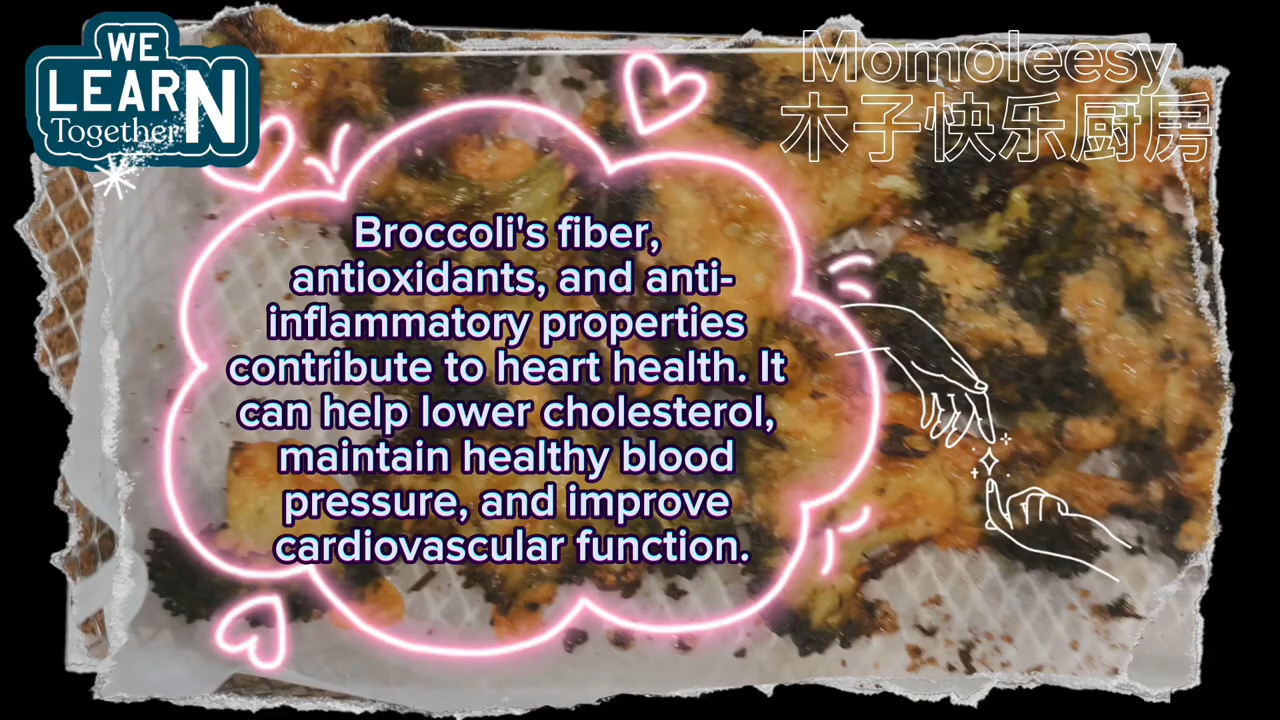 WE
LEARN
Together
Momoleesy
木子快乐厨房
Broccoli's fiber,
antioxidants, and anti-
inflammatory properties
contribute to heart health. It
can help lower cholesterol,
maintain healthy blood
pressure, and improve
cardiovascular function.